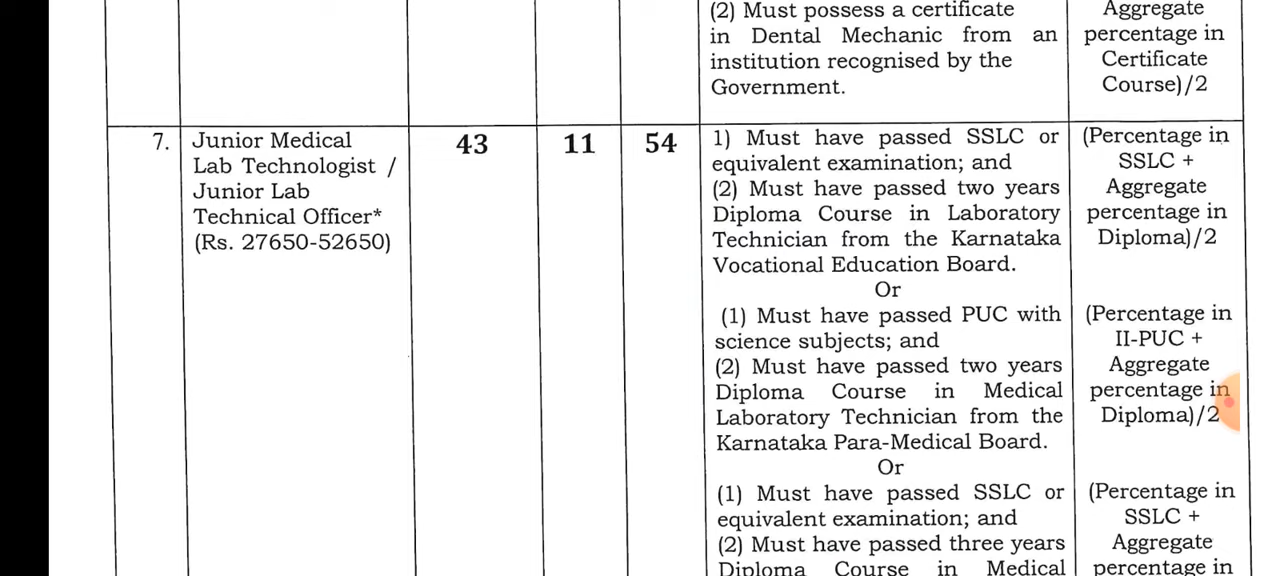 (2) Must possess a certificate
in Dental Mechanic from an
institution recognised by the
Government.
Aggregate
percentage in
Certificate
Course)/2
7.
Junior Medical
Lab Technologist /
Junior Lab
Technical Officer*
(Rs. 27650-52650)
43
11
54
1) Must have passed SSLC or
equivalent examination; and
(2) Must have passed two years
Diploma Course in Laboratory
Technician from the Karnataka
Vocational Education Board.
Or
(1) Must have passed PUC with
science subjects; and
(2) Must have passed two years
Diploma Course in Medical
Laboratory Technician from the
Karnataka Para-Medical Board.
Or
(1) Must have passed SSLC or
equivalent examination; and
(2) Must have passed three years
Diploma Course in Medical
(Percentage in
SSLC +
Aggregate
percentage in
Diploma)/2
(Percentage in
II-PUC +
Aggregate
percentage in
Diploma)/2
(Percentage in
SSLC +
Aggregate
percentage in